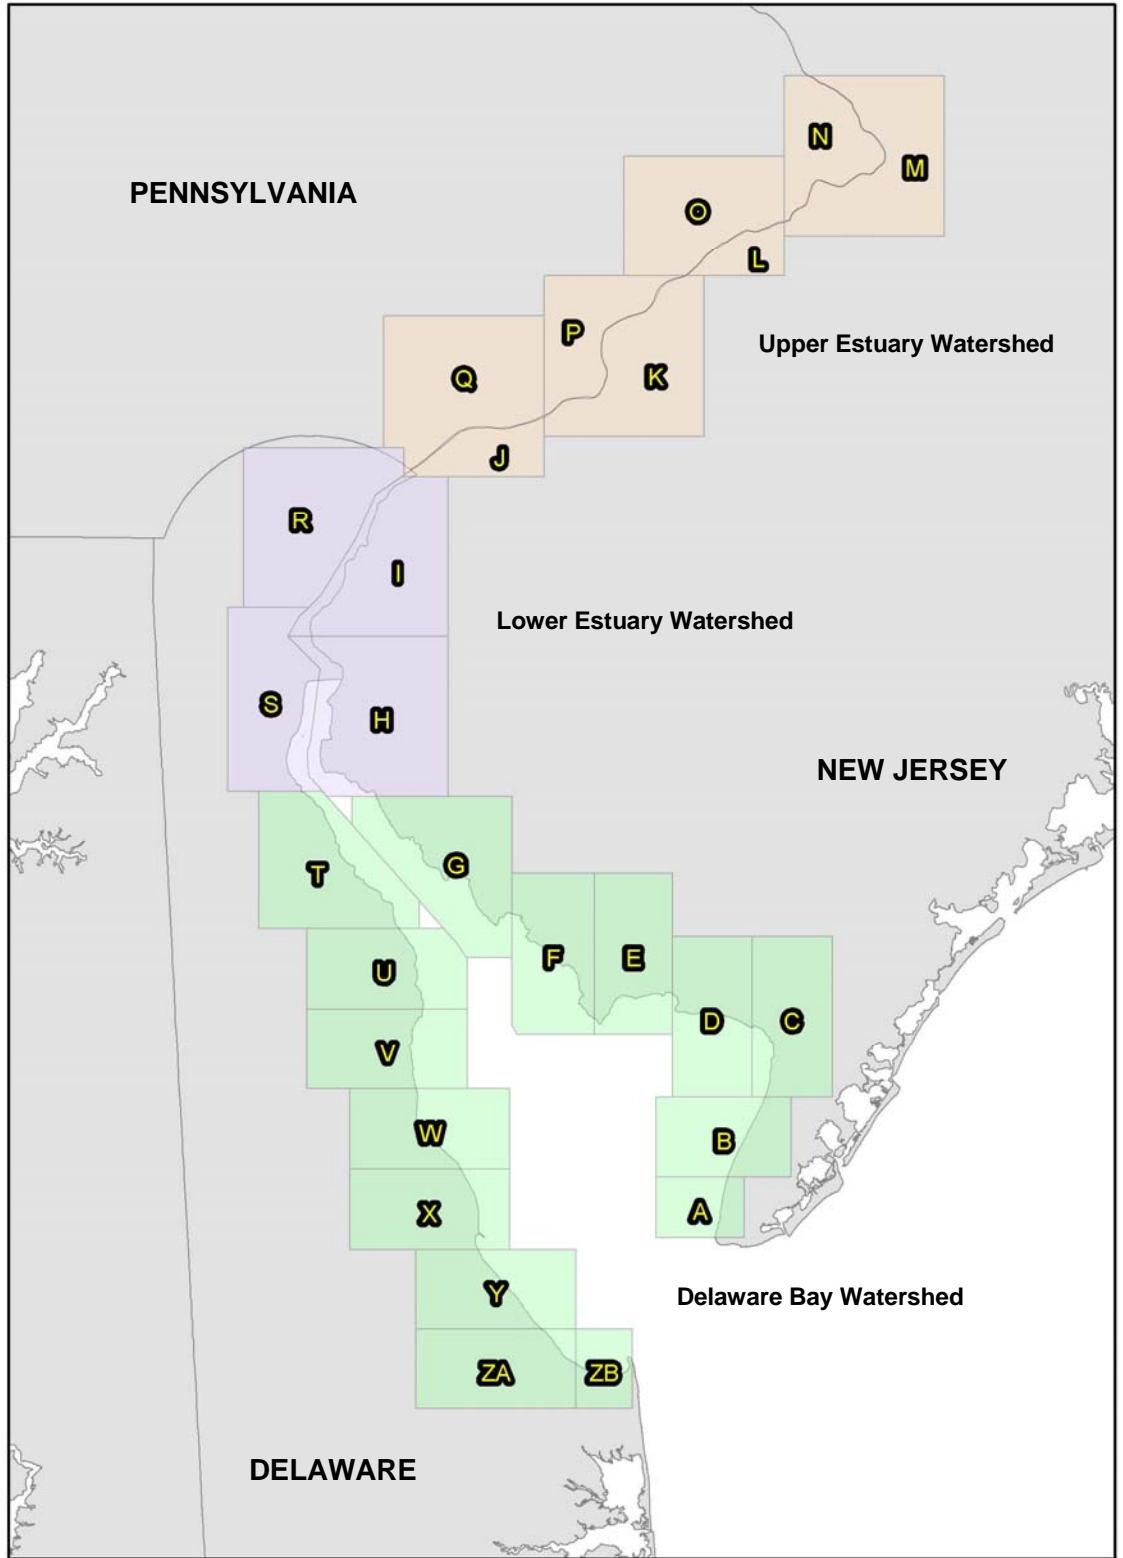 N
M
PENNSYLVANIA
O
L
P
Upper Estuary Watershed
Q
K
J
R
I
Lower Estuary Watershed
S
H
NEW JERSEY
T
G
F
E
U
D
C
V
W
B
X
A
Y
Delaware Bay Watershed
ZA
ZB
DELAWARE